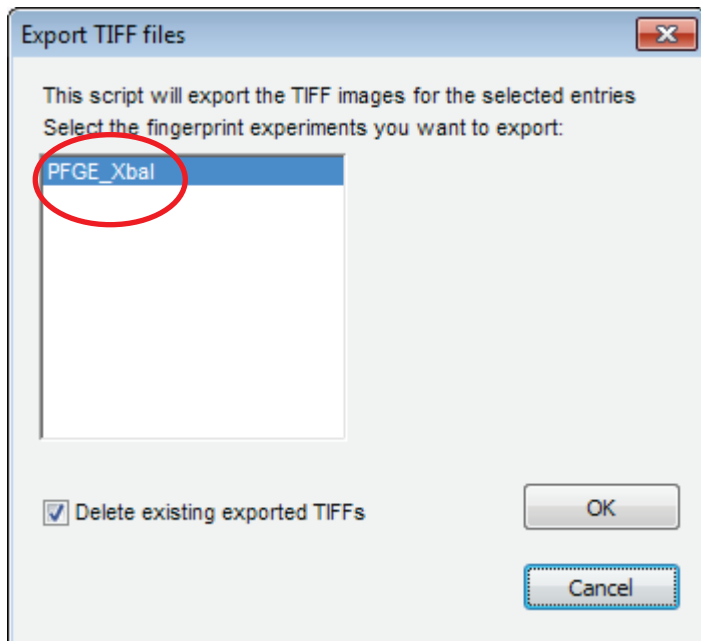 Export TIFF files
This script will export the TIFF images for the selected entries
Select the fingerprint experiments you want to export:
PFGE_XbaI
Delete existing exported TIFFs
OK
Cancel